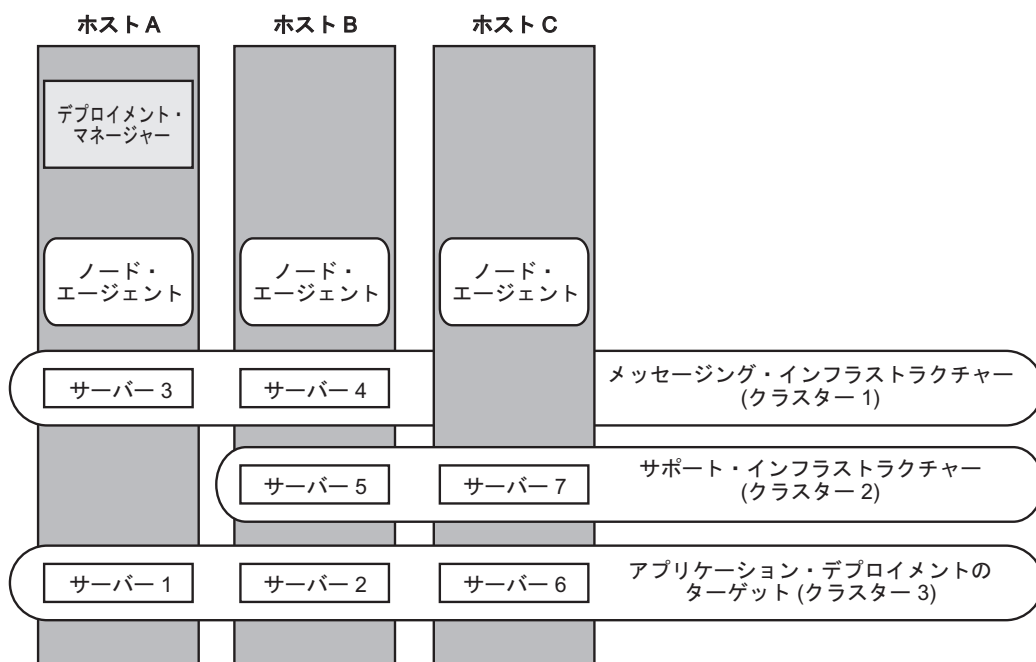 ホスト A
ホスト B
ホスト C
デプロイメント・
マネージャー
ノード・
エージェント
ノード・
エージェント
ノード・
エージェント
サーバー 3
サーバー 4
メッセージング・インフラストラクチャー
(クラスター 1)
サーバー 5
サーバー 7
サポート・インフラストラクチャー
(クラスター 2)
サーバー 1
サーバー 2
サーバー 6
アプリケーション・デプロイメントの
ターゲット (クラスター 3)